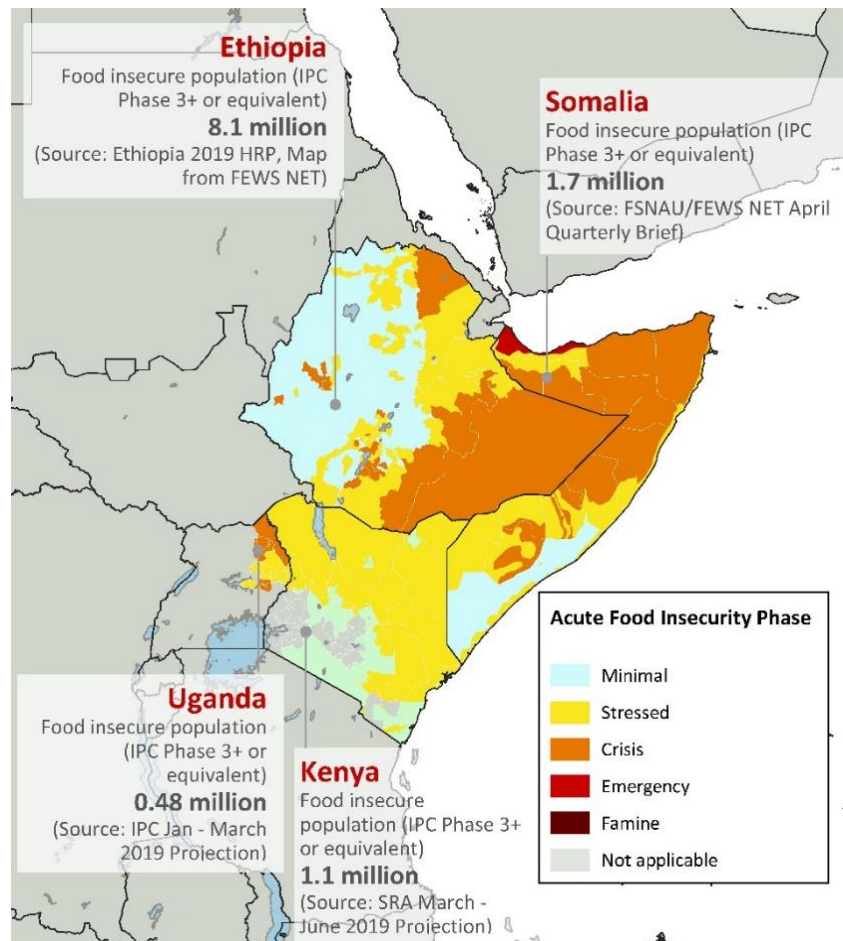 Ethiopia
Food insecure population (IPC
Phase 3+ or equivalent)
8.1 million
(Source: Ethiopia 2019 HRP, Map
from FEWS NET)
Somalia
Food insecure population (IPC
Phase 3+ or equivalent)
1.7 million
(Source: FSNAU/FEWS NET April
Quarterly Brief)
Uganda
Food insecure population
(IPC Phase 3+ or
equivalent)
0.48 million
(Source: IPC Jan - March
2019 Projection)
Kenya
Food insecure
population (IPC Phase 3+
or equivalent)
1.1 million
(Source: SRA March -
June 2019 Projection)
Acute Food Insecurity Phase
Minimal
Stressed
Crisis
Emergency
Famine
Not applicable